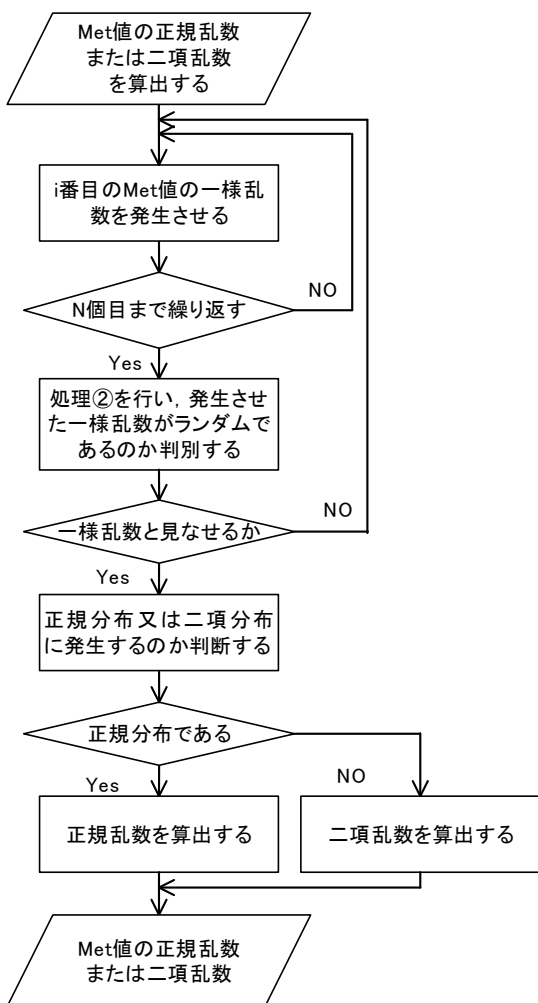 Met値の正規乱数
または二項乱数
を算出する
i番目のMet値の一様乱
数を発生させる
N個目まで繰り返す
NO
Yes
処理②を行い，発生させ
た一様乱数がランダムで
あるのか判別する
一様乱数と見なせるか
NO
Yes
正規分布又は二項分布
に発生するのか判断する
正規分布である
Yes
NO
正規乱数を算出する
二項乱数を算出する
Met値の正規乱数
または二項乱数